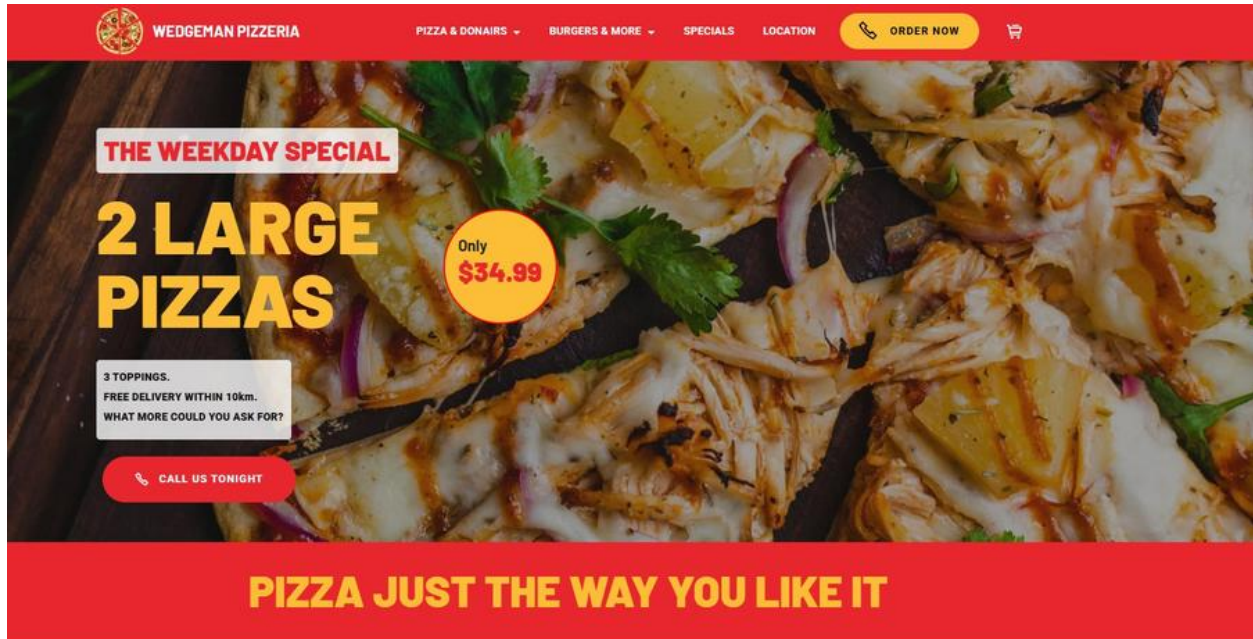 WEDGEMAN PIZZERIA
PIZZA & DONAIRS
BURGERS & MORE
SPECIALS
LOCATION
ORDER NOW
THE WEEKDAY SPECIAL
2 LARGE
PIZZAS
Only
$34.99
3 TOPPINGS.
FREE DELIVERY WITHIN 10km.
WHAT MORE COULD YOU ASK FOR?
CALL US TONIGHT
PIZZA JUST THE WAY YOU LIKE IT